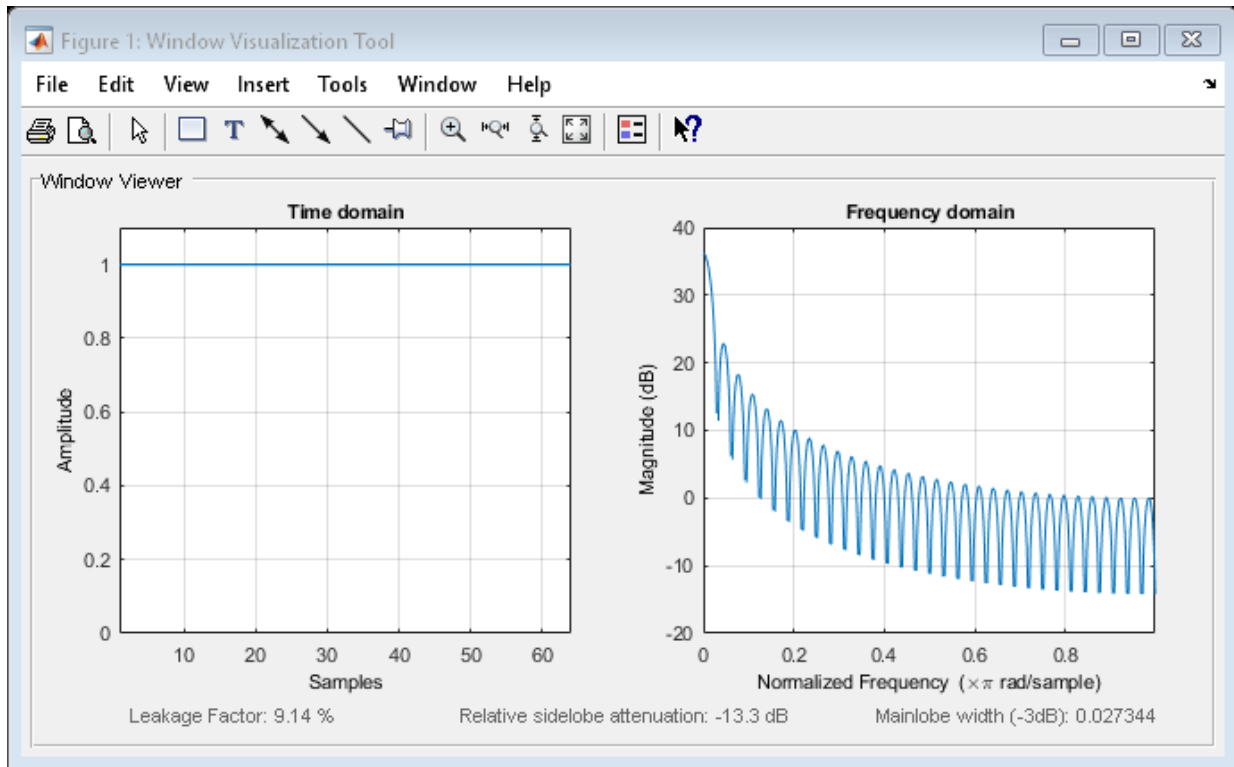 Figure 1: Window Visualization Tool
File Edit View Insert Tools Window Help
Window Viewer
Time domain
1
0.8
0.6
0.4
0.2
0
Amplitude
10 20 30 40 50 60
Samples
Frequency domain
40
30
20
10
0
-10
-20
Magnitude (dB)
0 0.2 0.4 0.6 0.8
Normalized Frequency (×π rad/sample)
Leakage Factor: 9.14 % Relative sidelobe attenuation: -13.3 dB Mainlobe width (-3dB): 0.027344